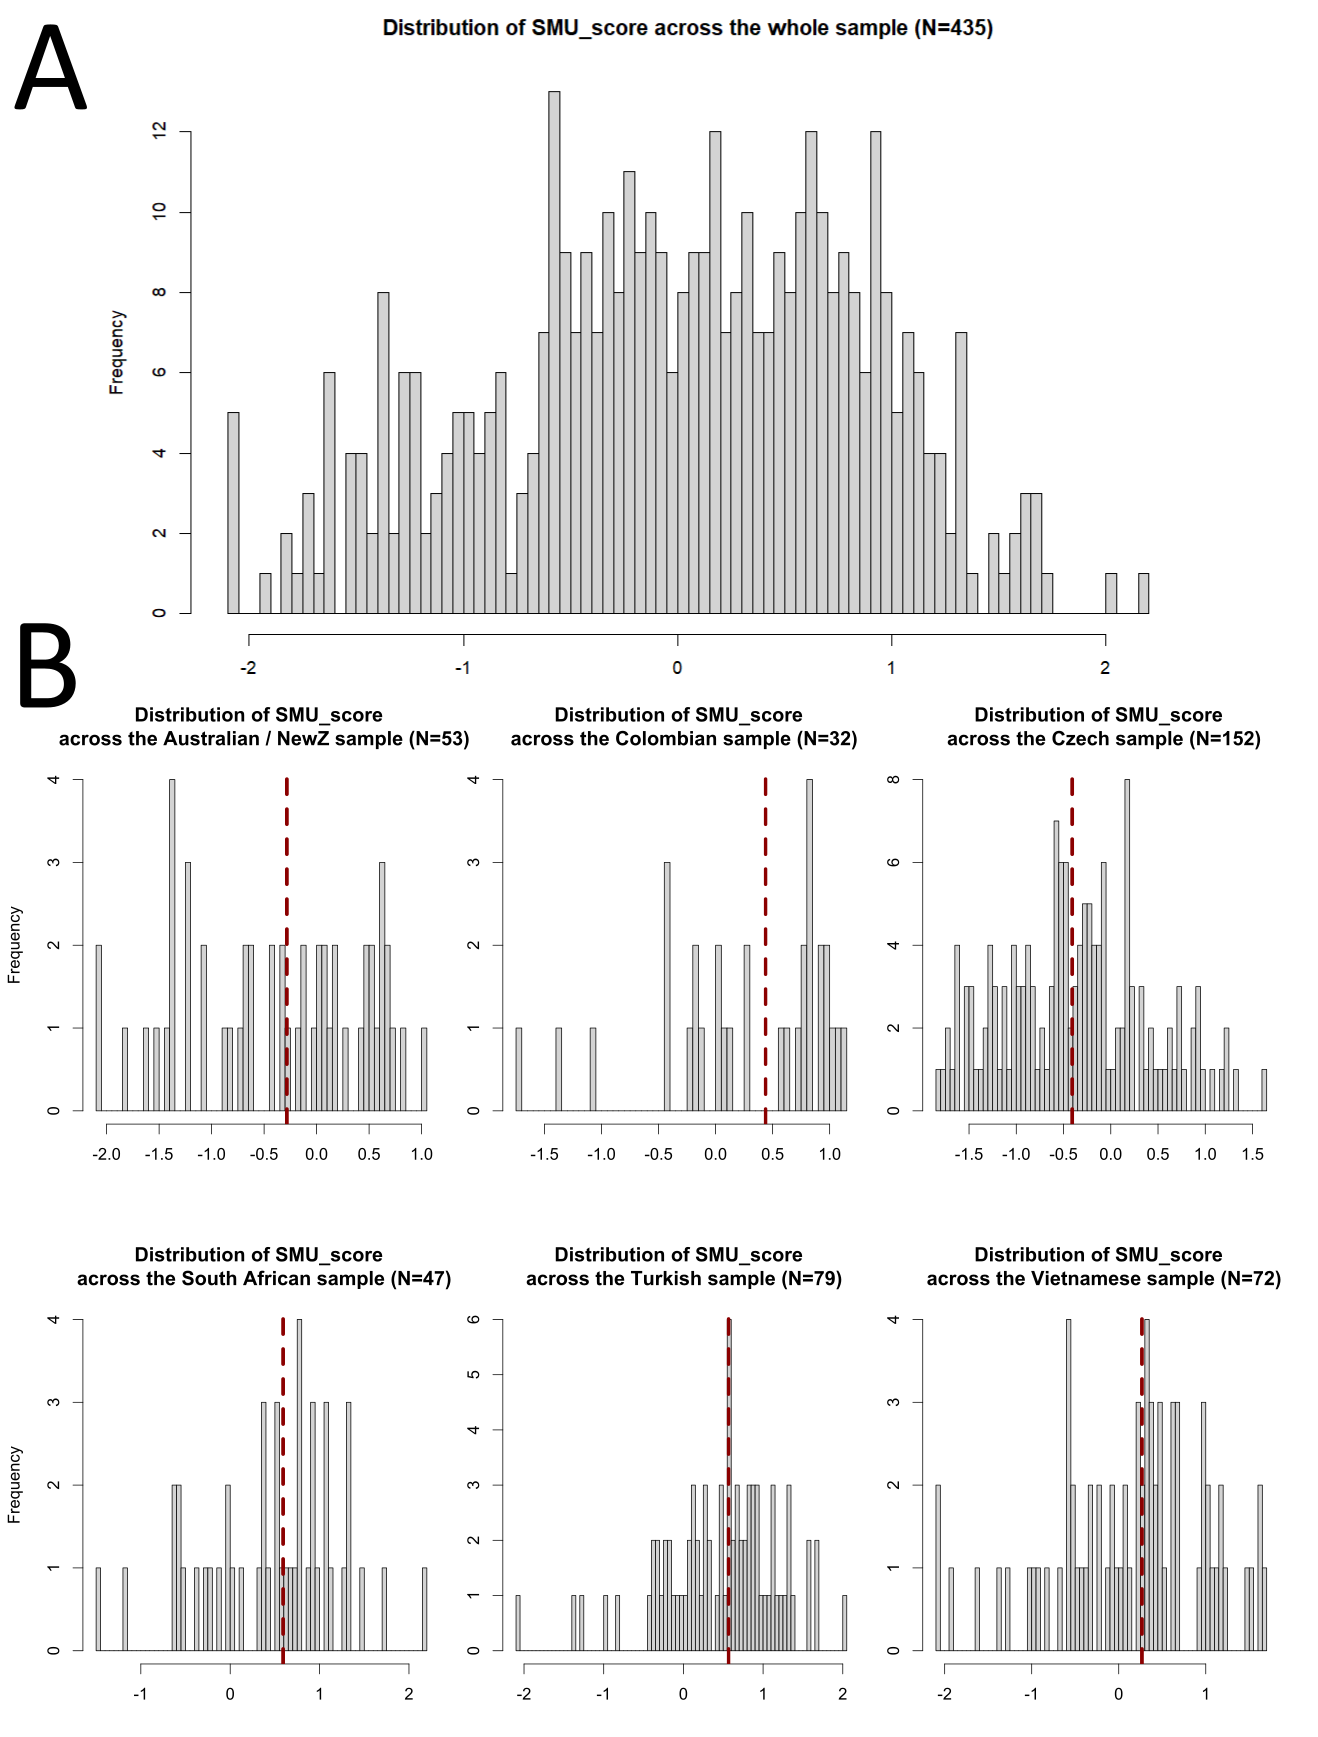 A
Distribution of SMU_score across the whole sample (N=435)
Frequency
0 2 4 6 8 10 12
-2 -1 0 1 2
B
Distribution of SMU_score
across the Australian / NewZ sample (N=53)
Frequency
0 1 2 3 4
-2.0 -1.5 -1.0 -0.5 0.0 0.5 1.0
Distribution of SMU_score
across the Colombian sample (N=32)
0 1 2 3 4
-1.5 -1.0 -0.5 0.0 0.5 1.0
Distribution of SMU_score
across the Czech sample (N=152)
0 2 4 6 8
-1.5 -1.0 -0.5 0.0 0.5 1.0 1.5
Distribution of SMU_score
across the South African sample (N=47)
Frequency
0 1 2 3 4
-1 0 1 2
Distribution of SMU_score
across the Turkish sample (N=79)
0 1 2 3 4 5 6
-2 -1 0 1 2
Distribution of SMU_score
across the Vietnamese sample (N=72)
0 1 2 3 4
-2 -1 0 1